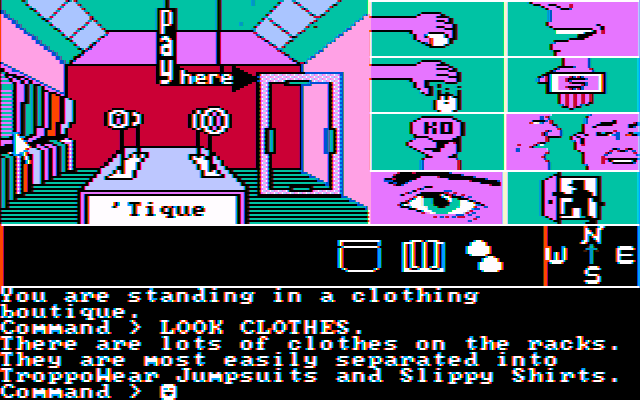 pay
here
'Tique
$
KO
N
W E
S
You are standing in a clothing
boutique.
Command > LOOK CLOTHES.
There are lots of clothes on the racks.
They are most easily separated into
TroppoWear Jumpsuits and Slippy Shirts.
Command >